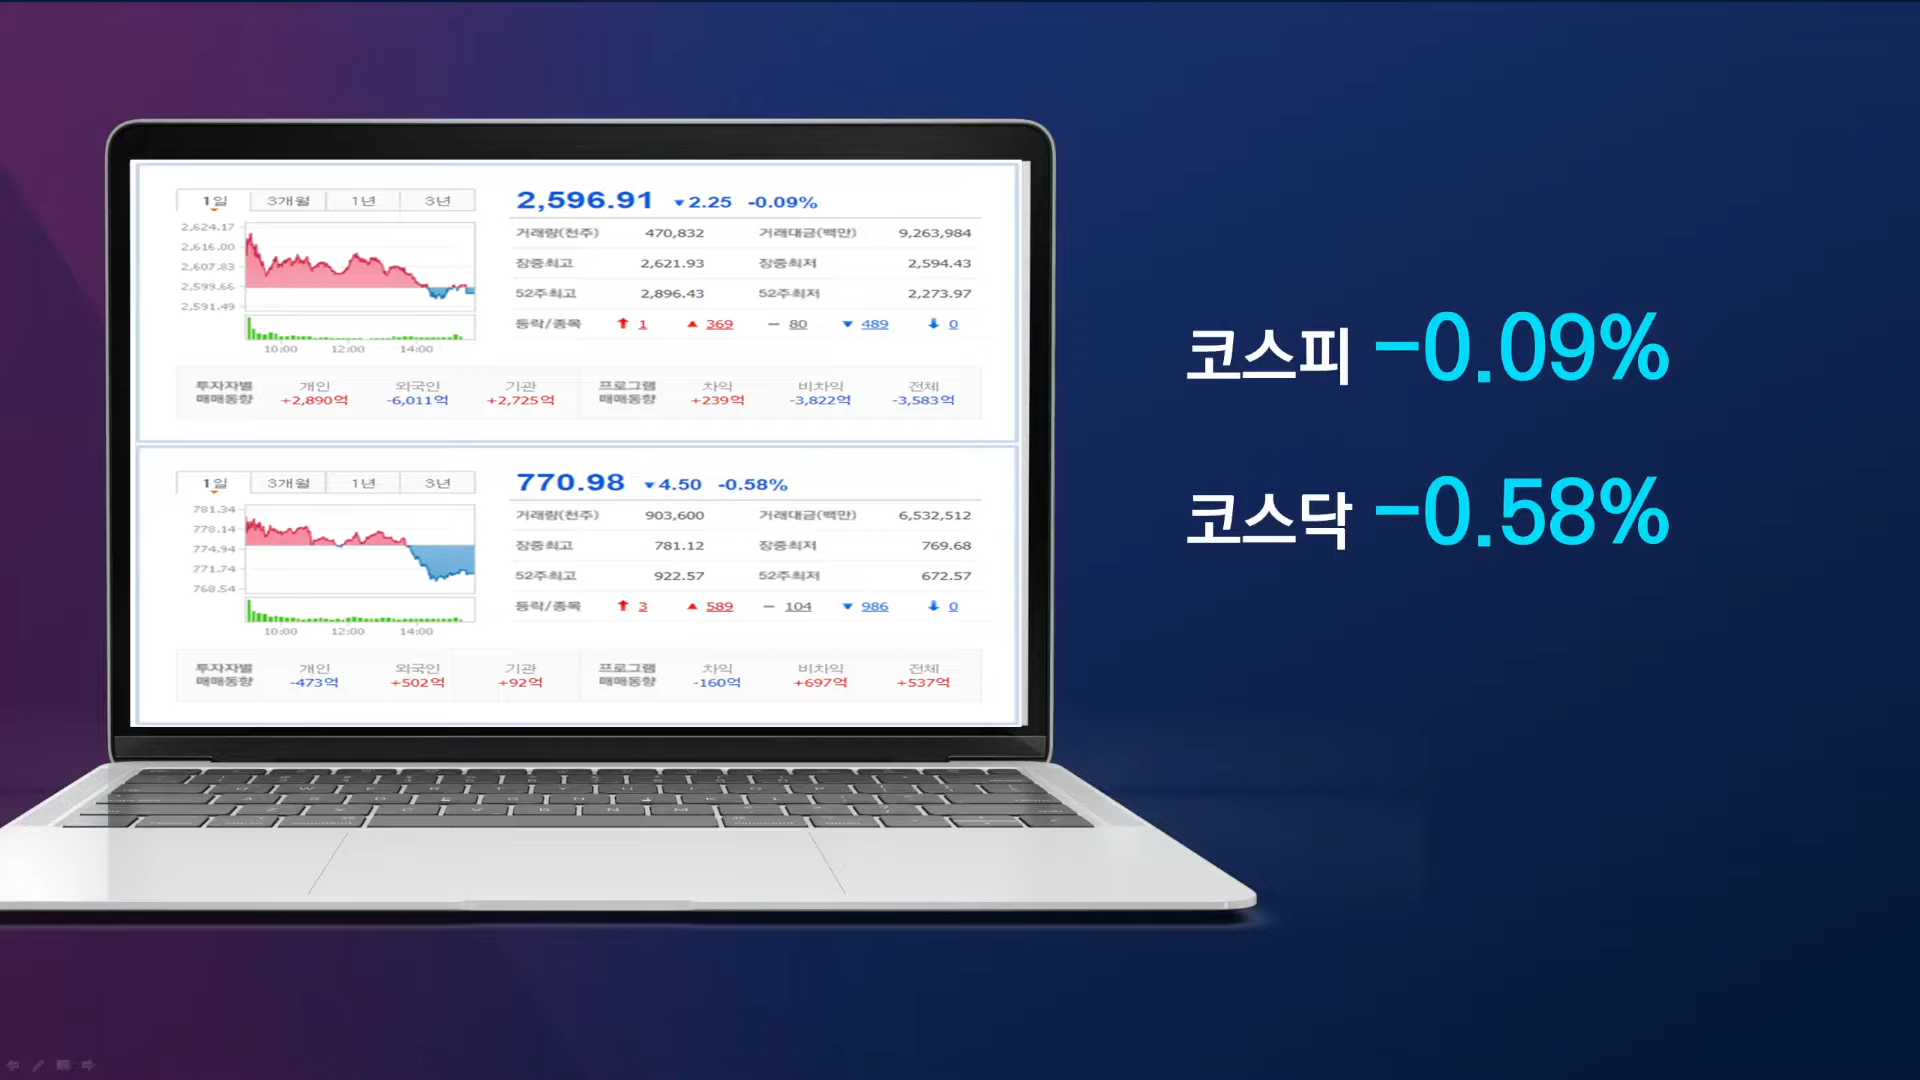 1일 3개월 1년 3년
2,596.91 ▼2.25 -0.09%
2,624.17
2,616.00
2,607.83
2,599.66
2,591.49
10:00 12:00 14:00
거래량(천주) 470,832 거래대금(백만) 9,263,984
장중최고 2,621.93 장중최저 2,594.43
52주최고 2,896.43 52주최저 2,273.97
등락/종목 ↑ 1 ▲ 369 － 80 ▼ 489 ↓ 0
투자자별 매매동향 개인 외국인 기관 프로그램 매매동향 차익 비차익 전체
+2,890억 -6,011억 +2,725억 +239억 -3,822억 -3,583억
1일 3개월 1년 3년
770.98 ▼4.50 -0.58%
781.34
778.14
774.94
771.74
768.54
10:00 12:00 14:00
거래량(천주) 903,600 거래대금(백만) 6,532,512
장중최고 781.12 장중최저 769.68
52주최고 922.57 52주최저 672.57
등락/종목 ↑ 3 ▲ 589 － 104 ▼ 986 ↓ 0
투자자별 매매동향 개인 외국인 기관 프로그램 매매동향 차익 비차익 전체
-473억 +502억 +92억 -160억 +697억 +537억
코스피 -0.09%
코스닥 -0.58%